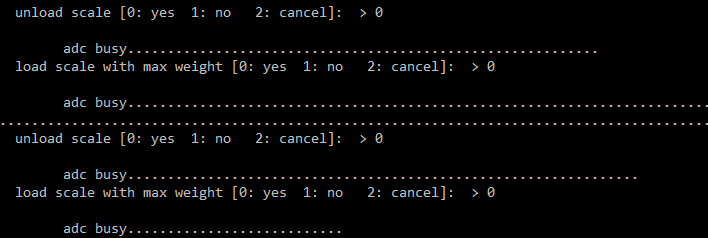 unload scale [0: yes  1: no   2: cancel]:  > 0
adc busy...........................................................
load scale with max weight [0: yes  1: no   2: cancel]:  > 0
adc busy.........................................................................
.........................................................................................
unload scale [0: yes  1: no   2: cancel]:  > 0
adc busy................................................................
load scale with max weight [0: yes  1: no   2: cancel]:  > 0
adc busy...........................